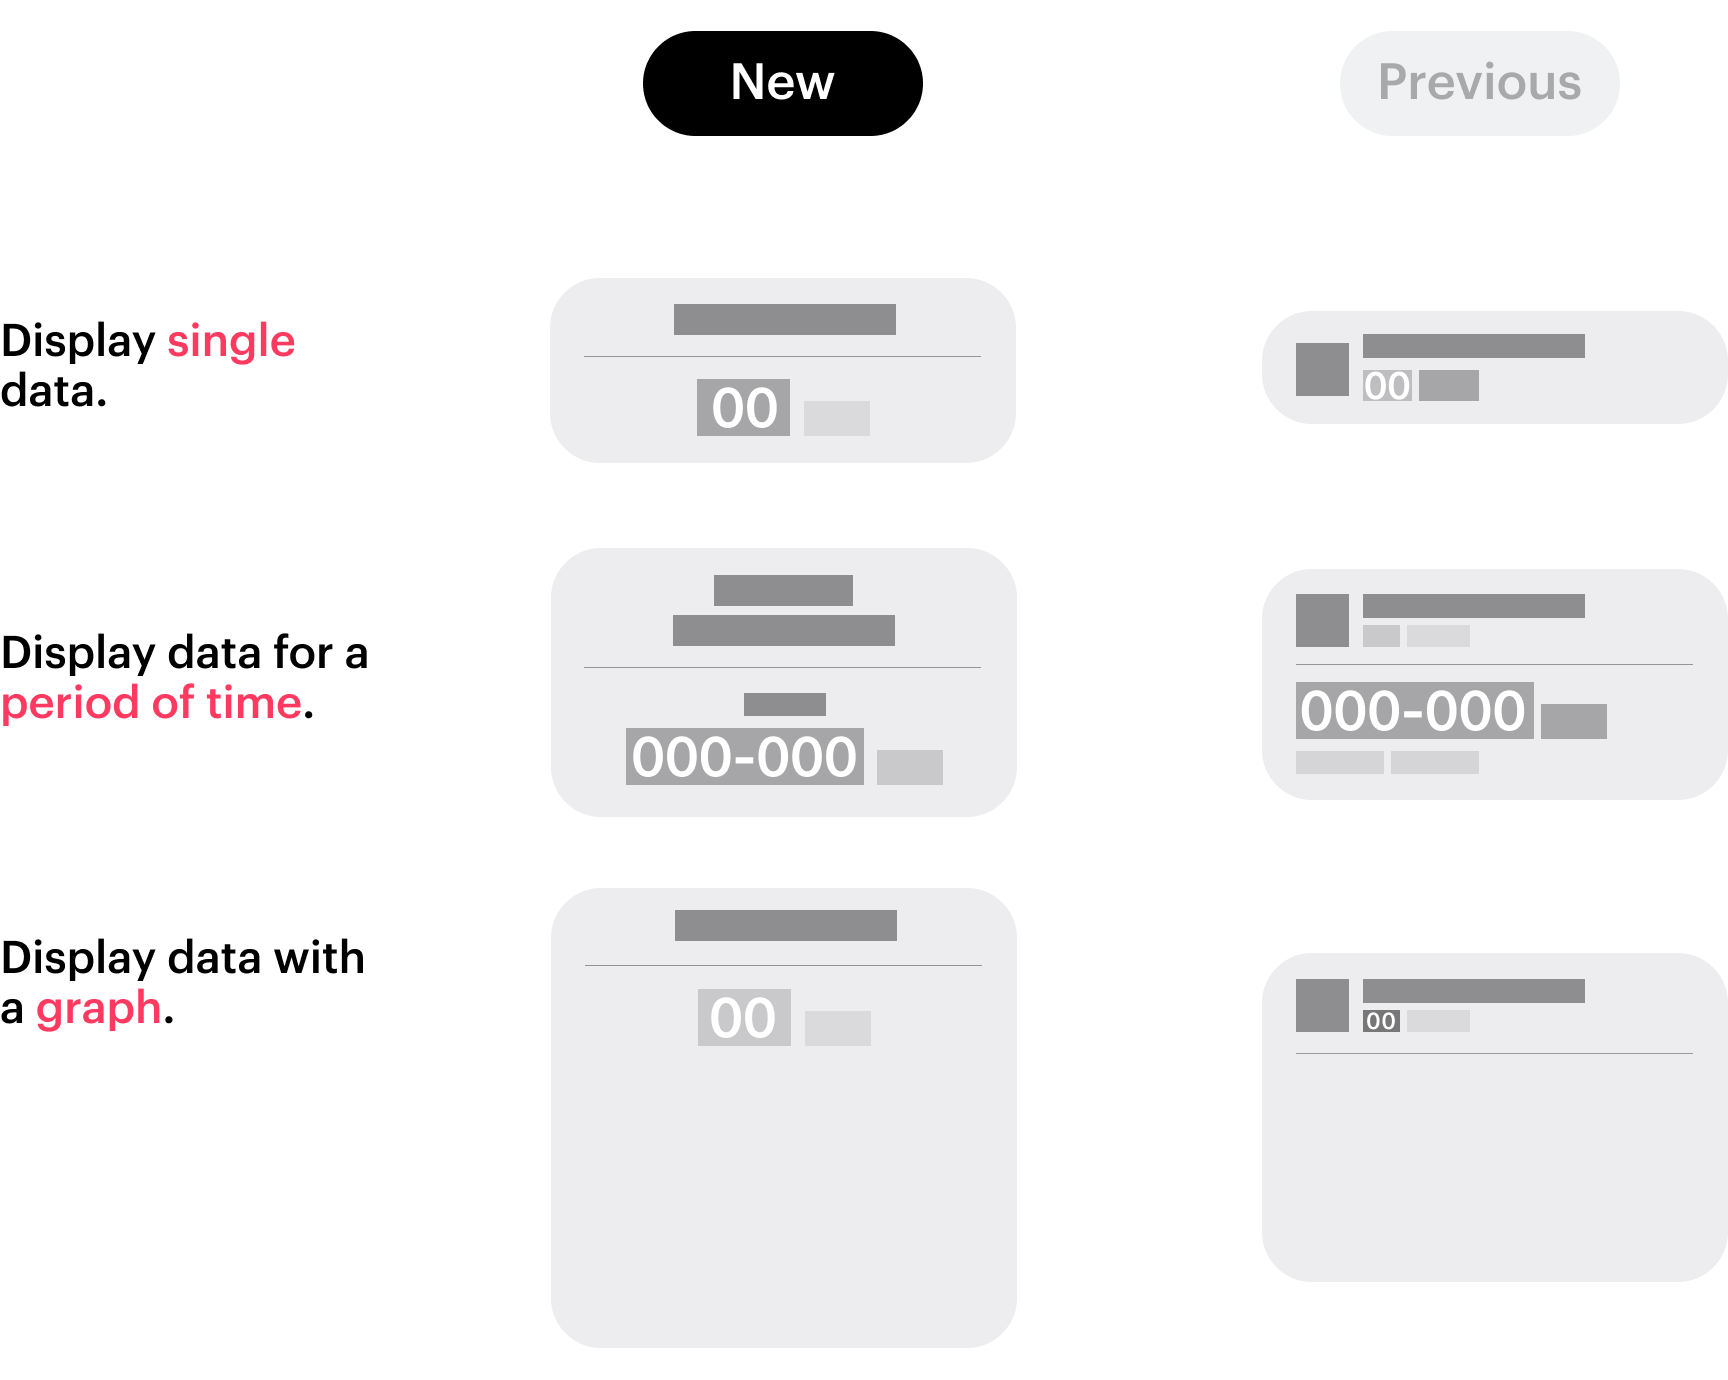 New
Previous
Display single
data.
00
00
Display data for a
period of time.
000-000
000-000
Display data with
a graph.
00
00